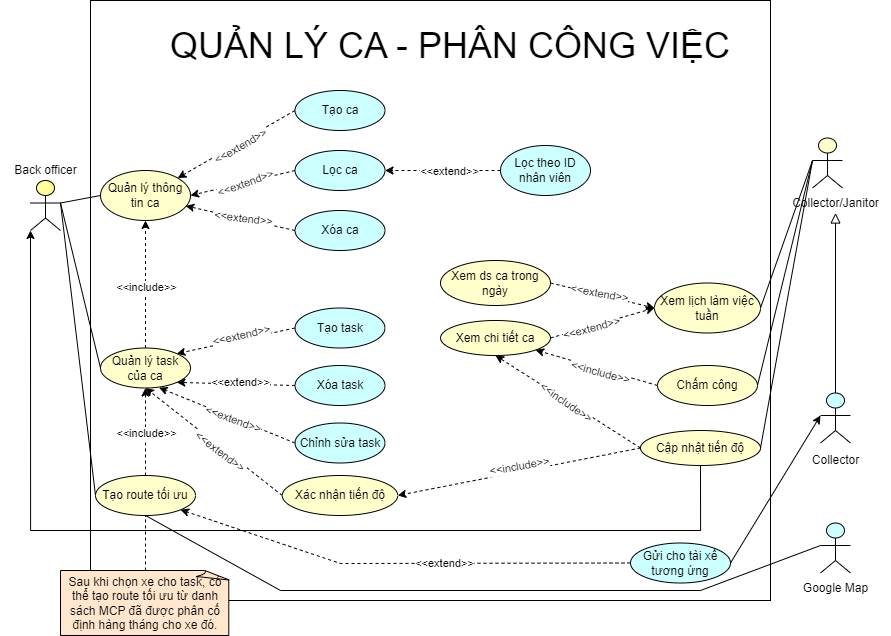 QUẢN LÝ CA - PHÂN CÔNG VIỆC
Back officer
Quản lý thông
tin ca
Tạo ca
<<extend>>
Lọc ca
<<extend>>
Lọc theo ID
nhân viên
<<extend>>
Xóa ca
<<extend>>
<<include>>
Quản lý task
của ca
Tạo task
<<extend>>
Xóa task
<<extend>>
Chỉnh sửa task
<<extend>>
Xác nhận tiến độ
<<extend>>
<<include>>
Tạo route tối ưu
Collector/Janitor
Xem ds ca trong
ngày
<<extend>>
Xem lịch làm việc
tuần
Xem chi tiết ca
<<extend>>
Chấm công
<<include>>
Cập nhật tiến độ
<<include>>
<<include>>
Collector
Gửi cho tài xế
tương ứng
<<extend>>
Google Map
Sau khi chọn xe cho task, có
thể tạo route tối ưu từ danh
sách MCP đã được phân cố
định hàng tháng cho xe đó.